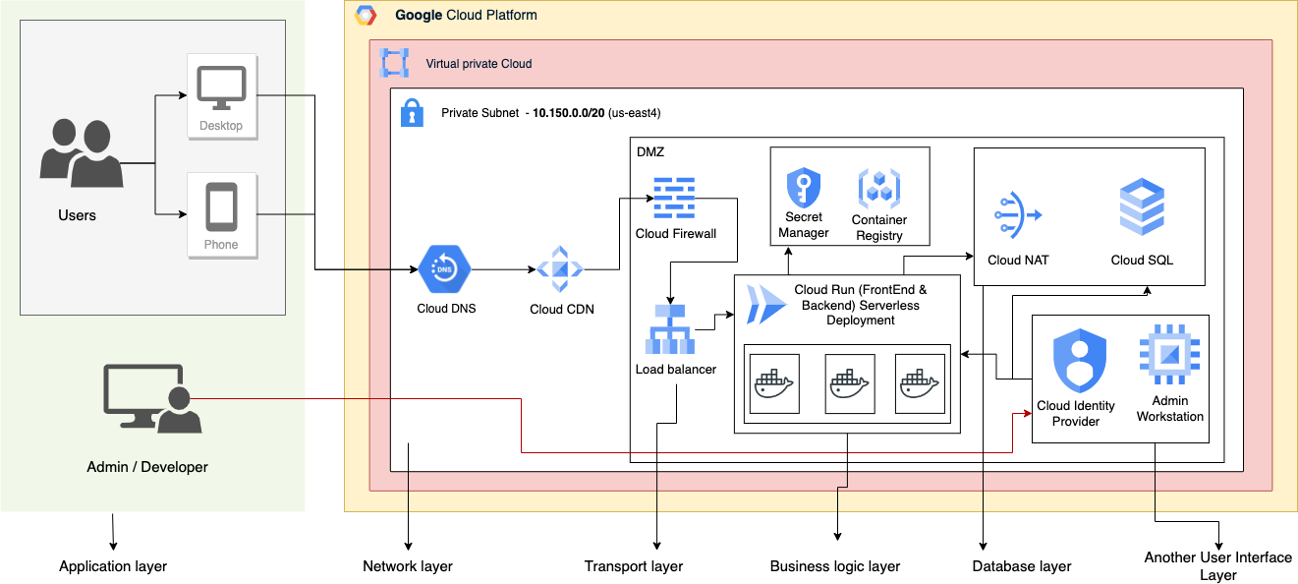 Google Cloud Platform
Virtual private Cloud
Private Subnet - 10.150.0.0/20 (us-east4)
DMZ
Desktop
Phone
Users
Cloud DNS
Cloud CDN
Cloud Firewall
Load balancer
Secret
Manager
Container
Registry
Cloud NAT
Cloud SQL
Cloud Run (FrontEnd &
Backend) Serverless
Deployment
Cloud Identity
Provider
Admin
Workstation
DNS
Admin / Developer
Application layer
Network layer
Transport layer
Business logic layer
Database layer
Another User Interface
Layer